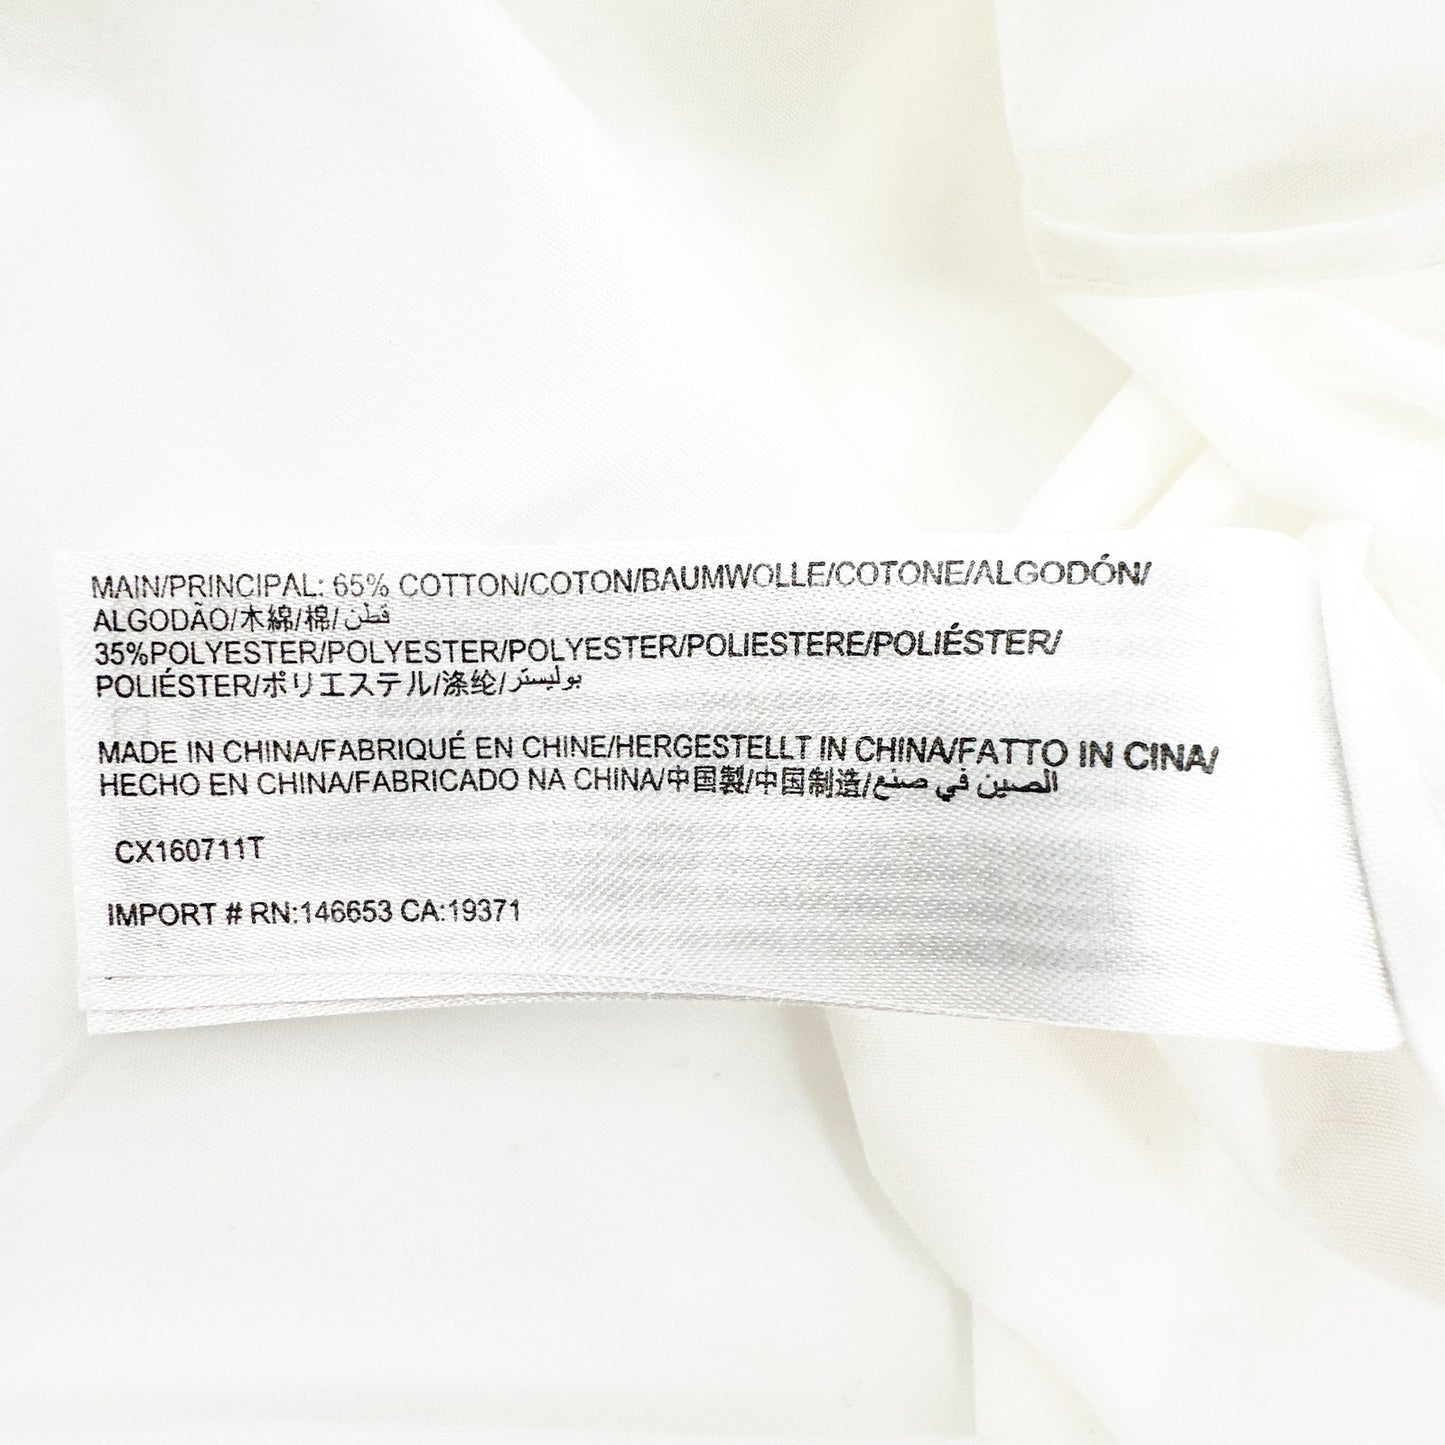 MAIN/PRINCIPAL: 65% COTTON/COTON/BAUMWOLLE/COTONE/ALGODÓN/
ALGODÃO/木綿/棉/قطن
35%POLYESTER/POLYESTER/POLYESTER/POLIESTERE/POLIÉSTER/
POLIÉSTER/ポリエステル/涤纶/بوليستر
MADE IN CHINA/FABRIQUÉ EN CHINE/HERGESTELLT IN CHINA/FATTO IN CINA/
HECHO EN CHINA/FABRICADO NA CHINA/中国製/中国制造/الصين في صنع
CX160711T
IMPORT # RN:146653 CA:19371